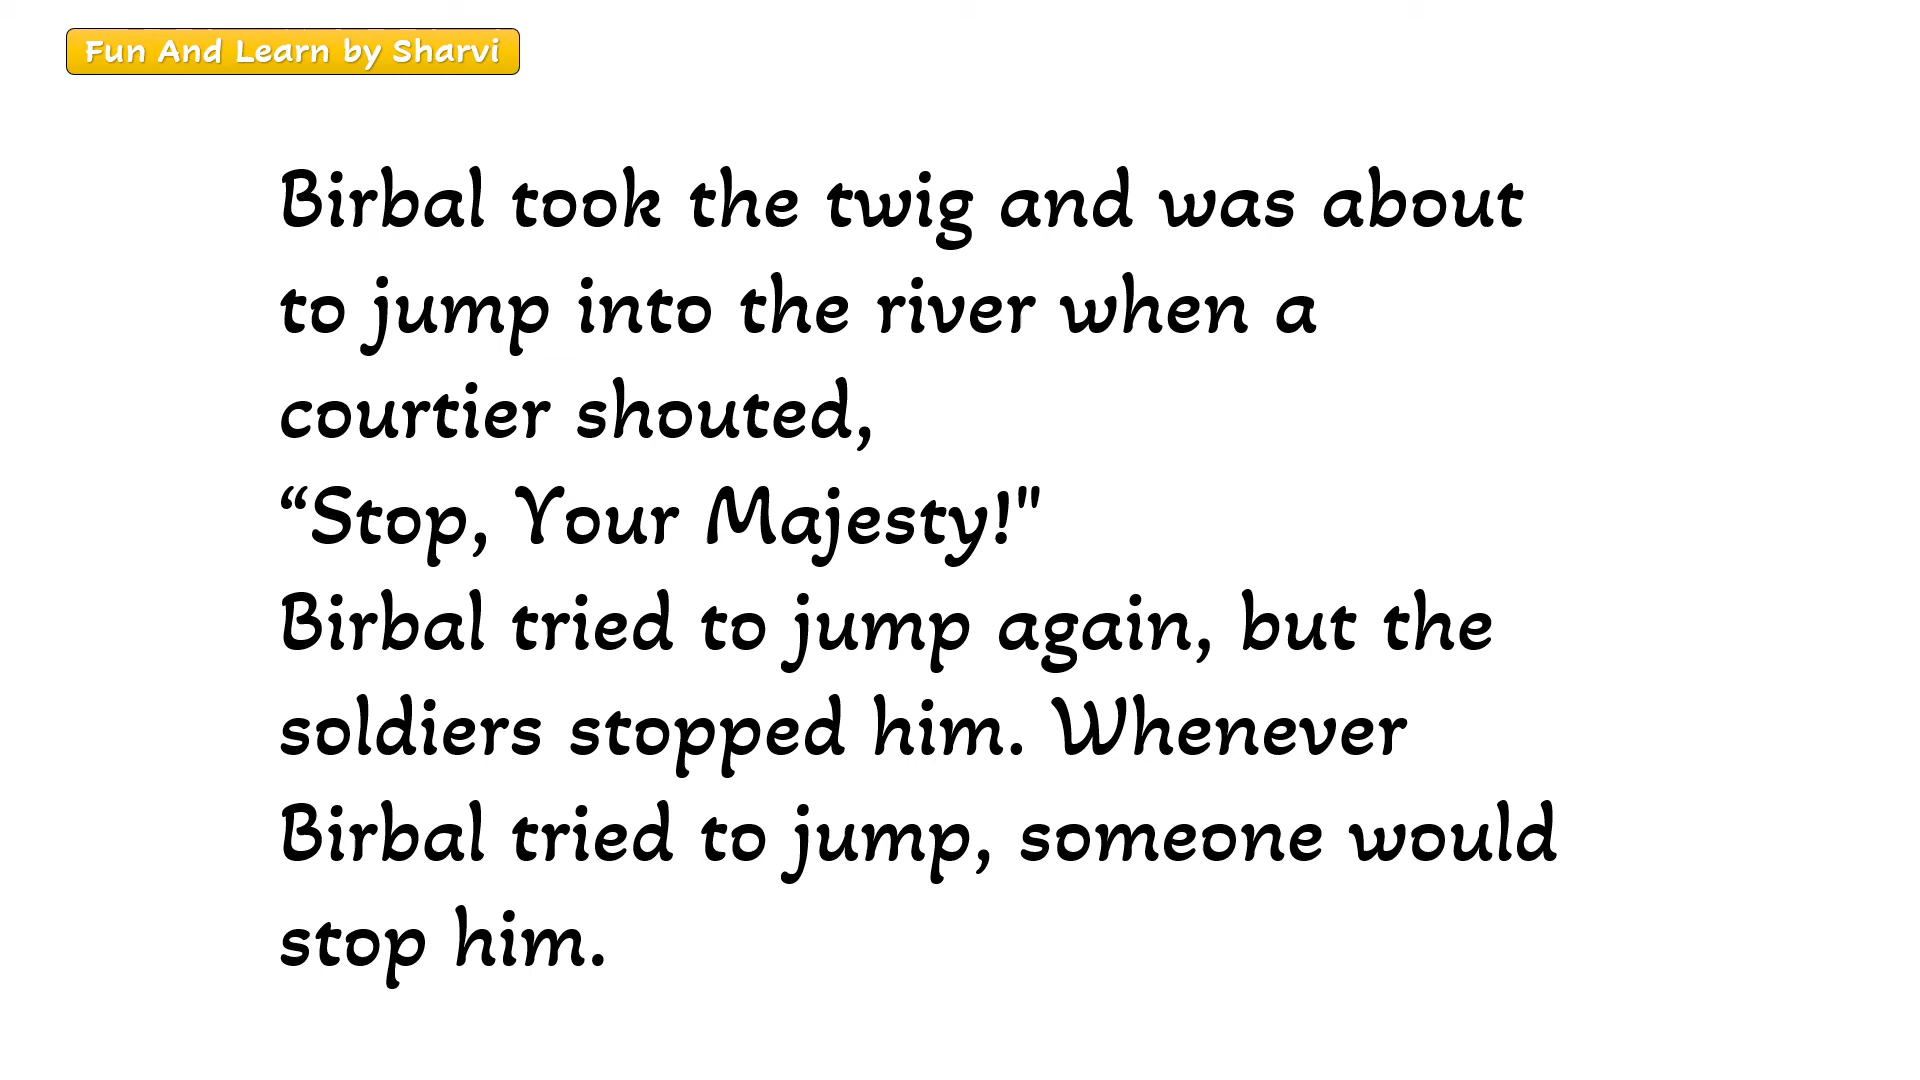 Fun And Learn by Sharvi
Birbal took the twig and was about
to jump into the river when a
courtier shouted,
“Stop, Your Majesty!"
Birbal tried to jump again, but the
soldiers stopped him. Whenever
Birbal tried to jump, someone would
stop him.